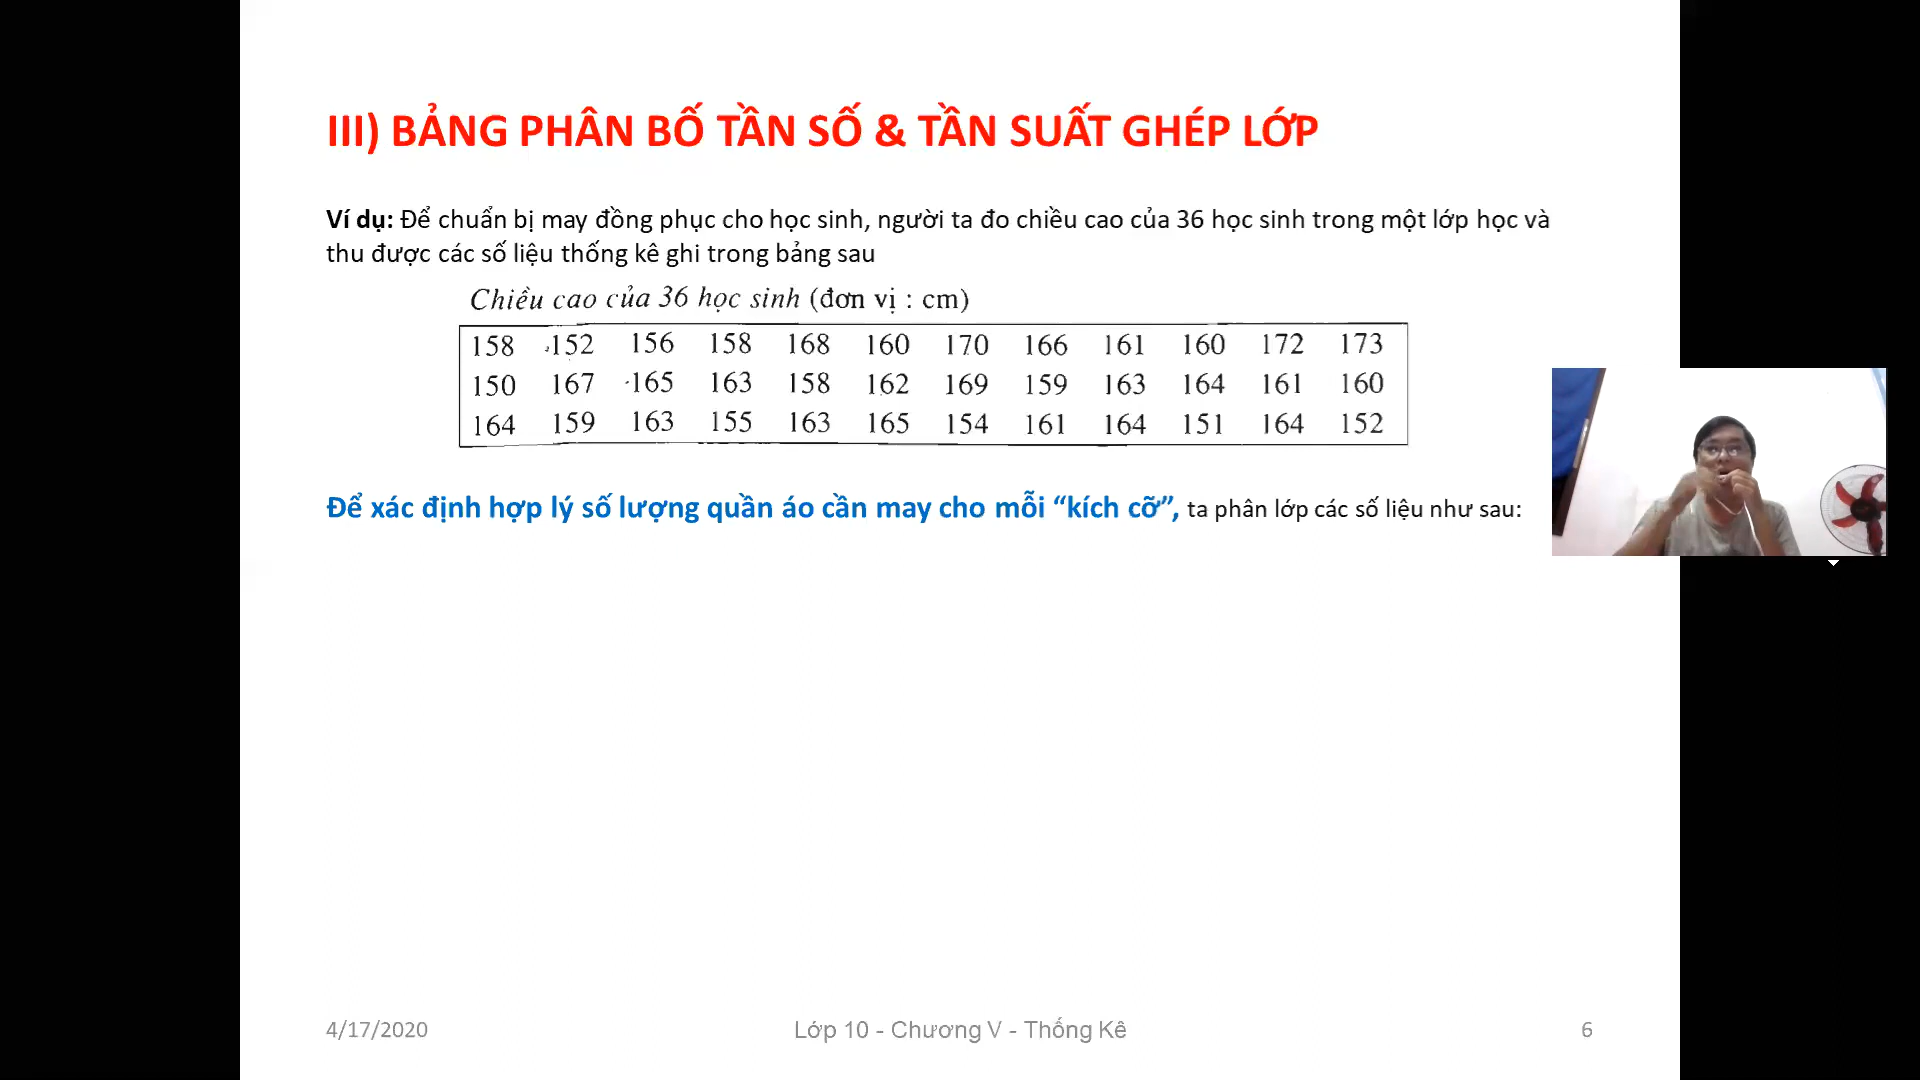 III) BẢNG PHÂN BỐ TẦN SỐ & TẦN SUẤT GHÉP LỚP
Ví dụ: Để chuẩn bị may đồng phục cho học sinh, người ta đo chiều cao của 36 học sinh trong một lớp học và
thu được các số liệu thống kê ghi trong bảng sau
Chiều cao của 36 học sinh (đơn vị : cm)
158 152 156 158 168 160 170 166 161 160 172 173
150 167 165 163 158 162 169 159 163 164 161 160
164 159 163 155 163 165 154 161 164 151 164 152
Để xác định hợp lý số lượng quần áo cần may cho mỗi “kích cỡ”, ta phân lớp các số liệu như sau:
4/17/2020 Lớp 10 - Chương V - Thống Kê 6